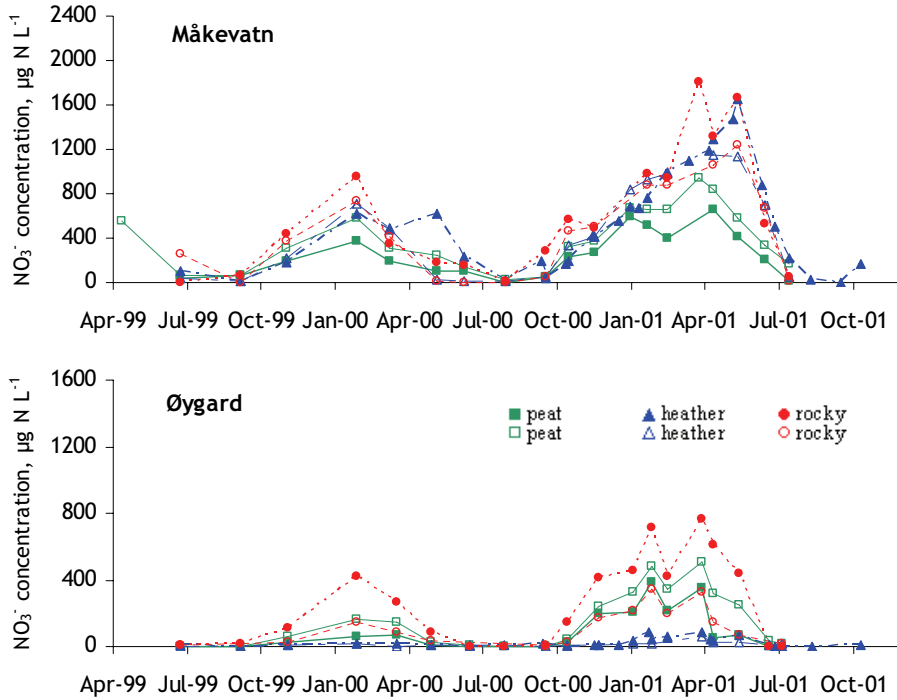 Måkevatn
NO₃⁻ concentration, µg N L⁻¹
2400
2000
1600
1200
800
400
0
Apr-99 Jul-99 Oct-99 Jan-00 Apr-00 Jul-00 Oct-00 Jan-01 Apr-01 Jul-01 Oct-01
Øygard
NO₃⁻ concentration, µg N L⁻¹
1600
1200
800
400
0
peat heather rocky
peat heather rocky
Apr-99 Jul-99 Oct-99 Jan-00 Apr-00 Jul-00 Oct-00 Jan-01 Apr-01 Jul-01 Oct-01